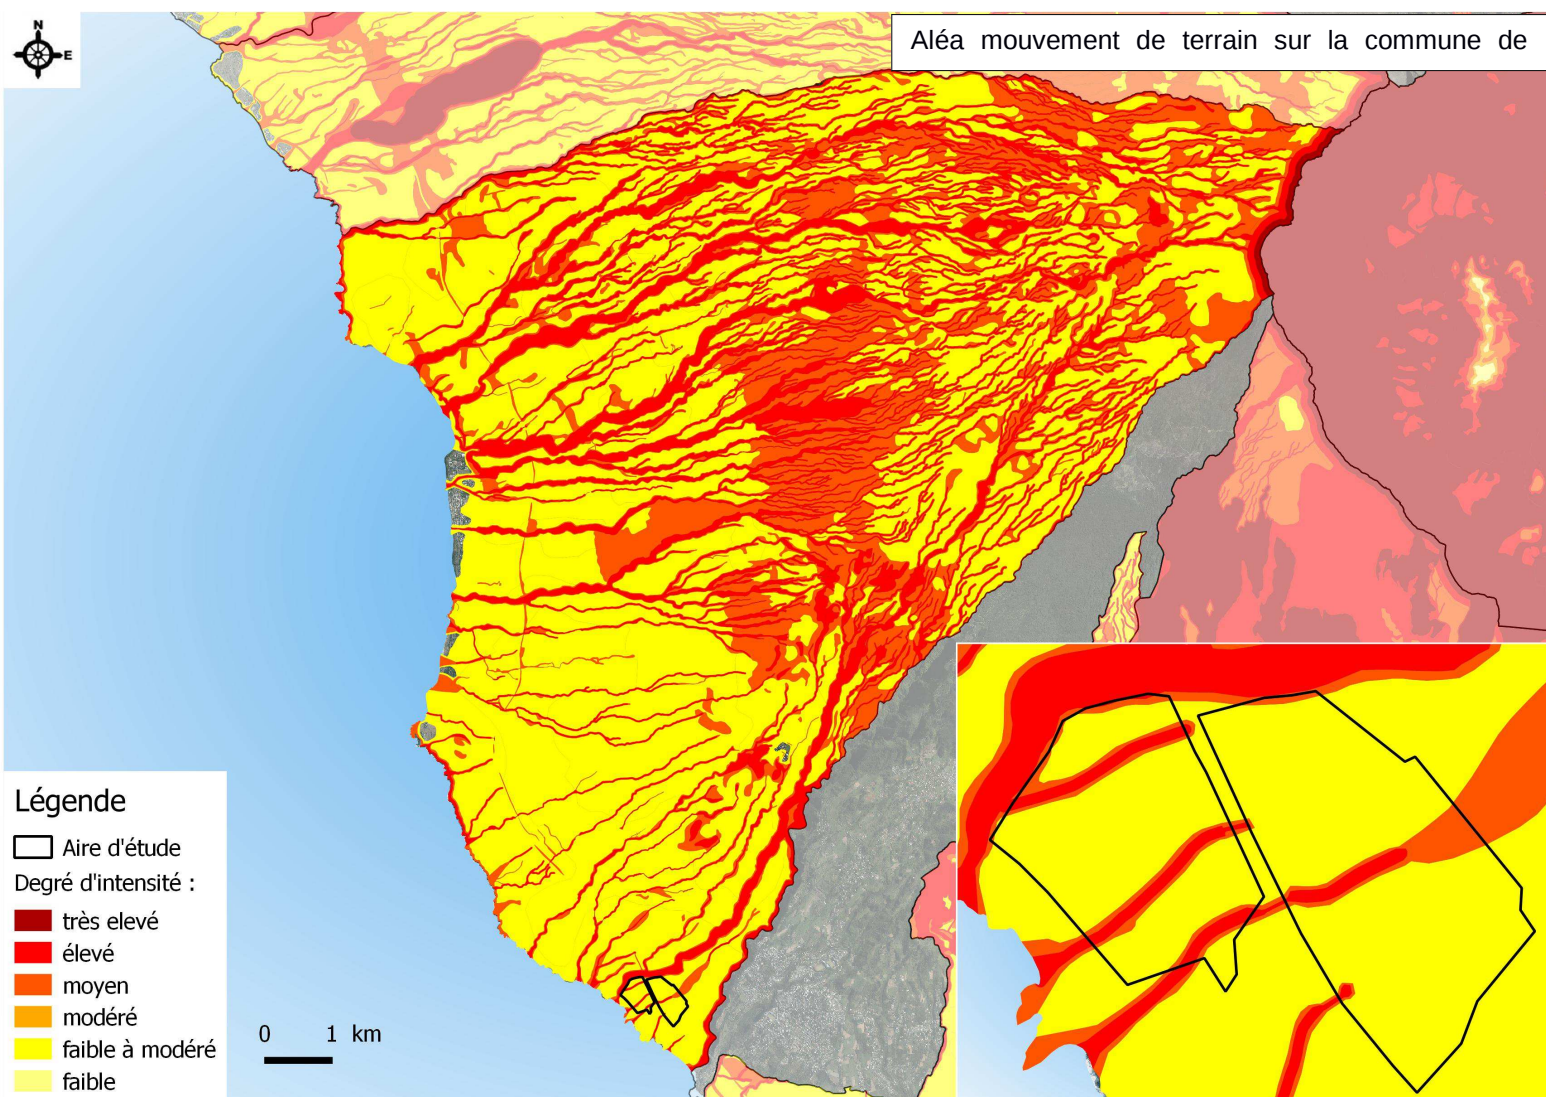 N
E
Aléa mouvement de terrain sur la commune de
Légende
Aire d'étude
Degré d'intensité :
très elevé
élevé
moyen
modéré
faible à modéré
faible
0 1 km